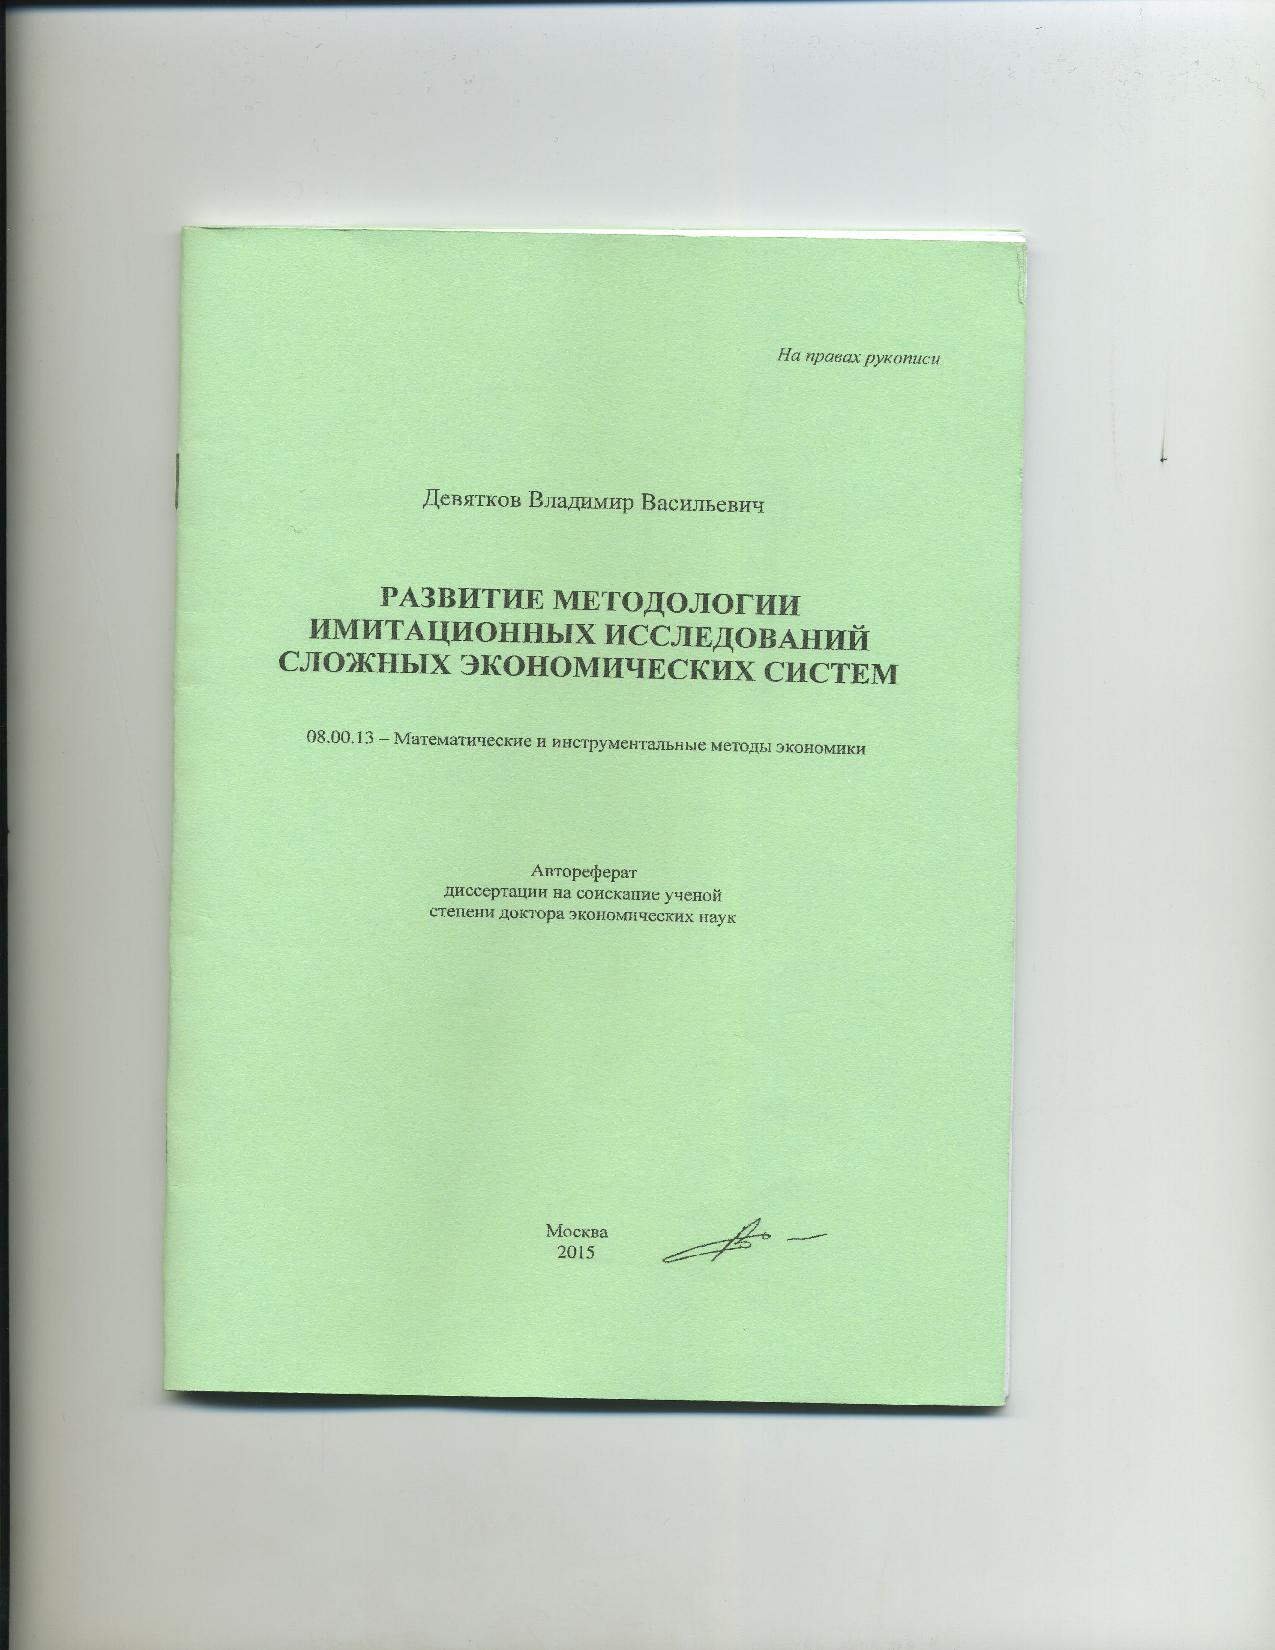 На правах рукописи
Девятков Владимир Васильевич
РАЗВИТИЕ МЕТОДОЛОГИИ
ИМИТАЦИОННЫХ ИССЛЕДОВАНИЙ
СЛОЖНЫХ ЭКОНОМИЧЕСКИХ СИСТЕМ
08.00.13 – Математические и инструментальные методы экономики
Автореферат
диссертации на соискание ученой
степени доктора экономических наук
Москва
2015